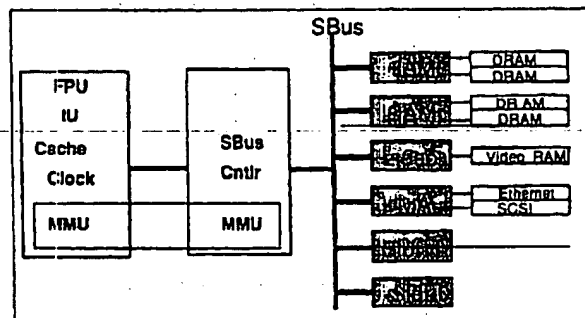 SBus
FPU
IU
Cache
Clock
MMU
SBus
Cntlr
MMU
DRAM
DRAM
DRAM
DRAM
Video RAM
Ethernet
SCSI